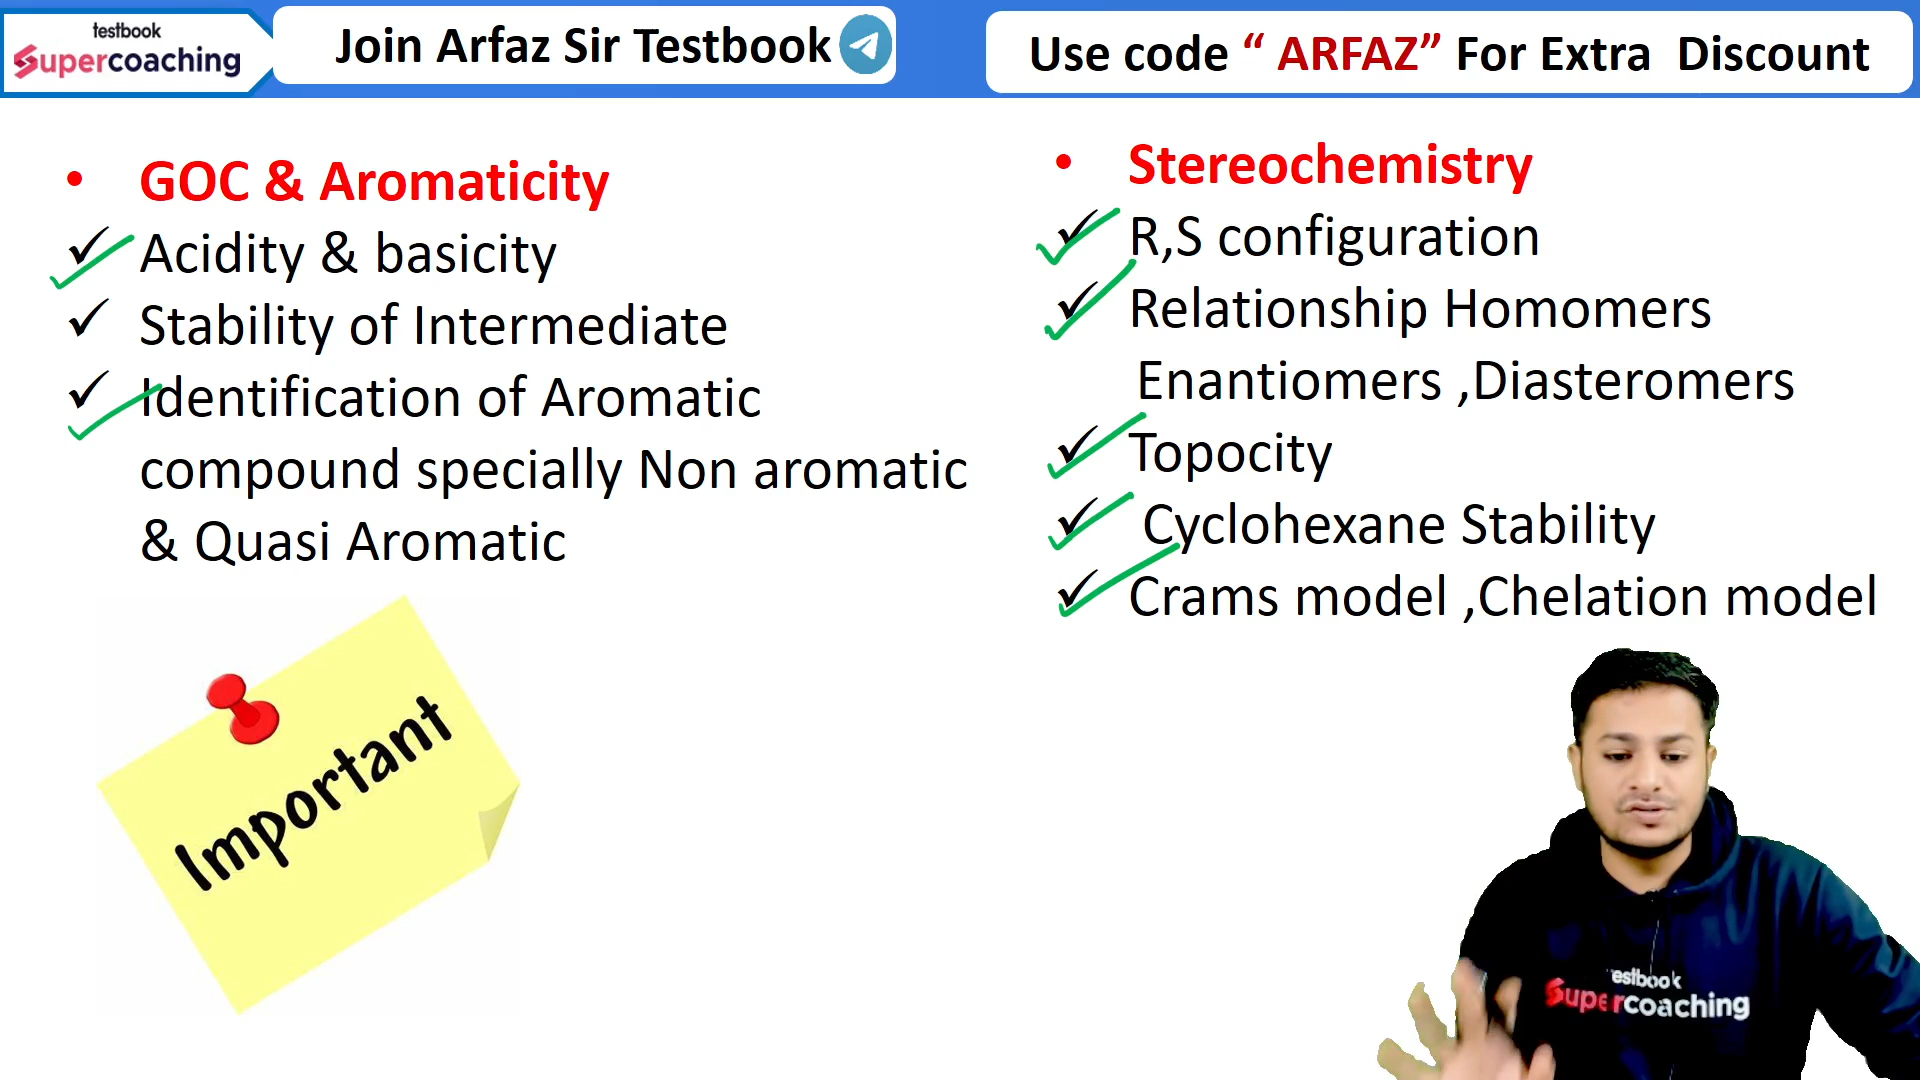 testbook
Supercoaching
Join Arfaz Sir Testbook
Use code “ ARFAZ” For Extra Discount
• GOC & Aromaticity
✓ Acidity & basicity
✓ Stability of Intermediate
✓ Identification of Aromatic
compound specially Non aromatic
& Quasi Aromatic
Important
• Stereochemistry
✓ R,S configuration
✓ Relationship Homomers
Enantiomers ,Diasteromers
✓ Topocity
✓ Cyclohexane Stability
✓ Crams model ,Chelation model
testbook
Supercoaching